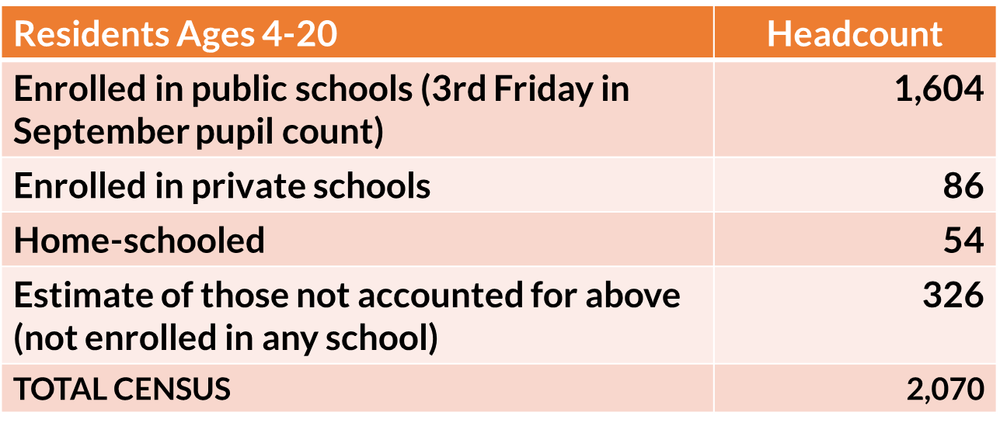 Residents Ages 4-20 Headcount
Enrolled in public schools (3rd Friday in 1,604
September pupil count)
Enrolled in private schools 86
Home-schooled 54
Estimate of those not accounted for above 326
(not enrolled in any school)
TOTAL CENSUS 2,070